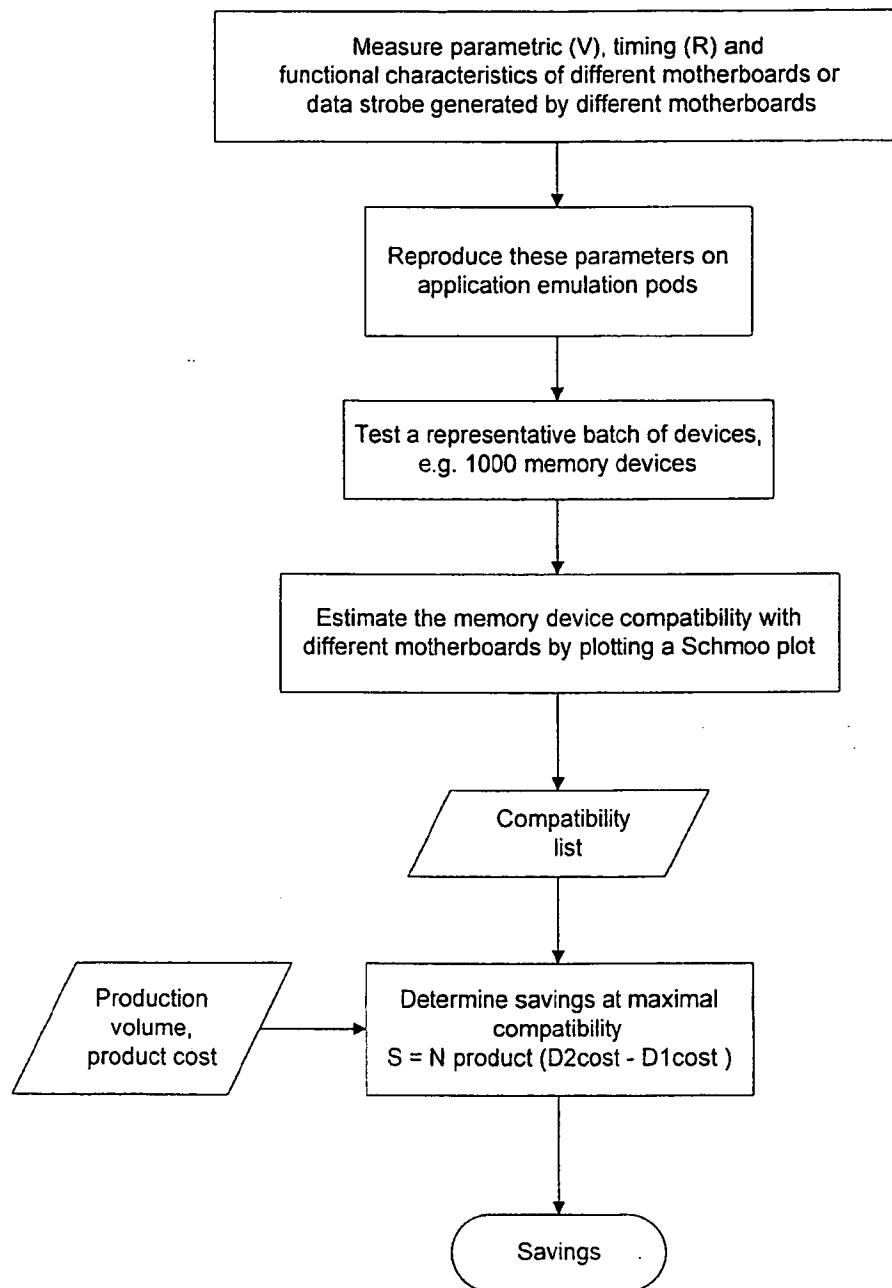 Measure parametric (V), timing (R) and
functional characteristics of different motherboards or
data strobe generated by different motherboards
Reproduce these parameters on
application emulation pods
Test a representative batch of devices,
e.g. 1000 memory devices
Estimate the memory device compatibility with
different motherboards by plotting a Schmoo plot
Compatibility
list
Production
volume,
product cost
Determine savings at maximal
compatibility
S = N product (D2cost - D1cost )
Savings